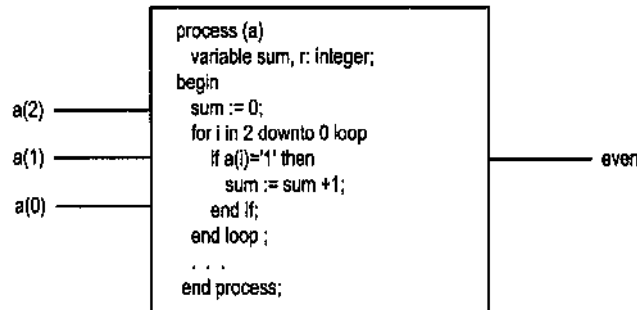 process (a)
variable sum, r: integer;
begin
sum := 0;
for i in 2 downto 0 loop
if a(i)='1' then
sum := sum +1;
end if;
end loop ;
. . .
end process;
a(2)
a(1)
a(0)
even